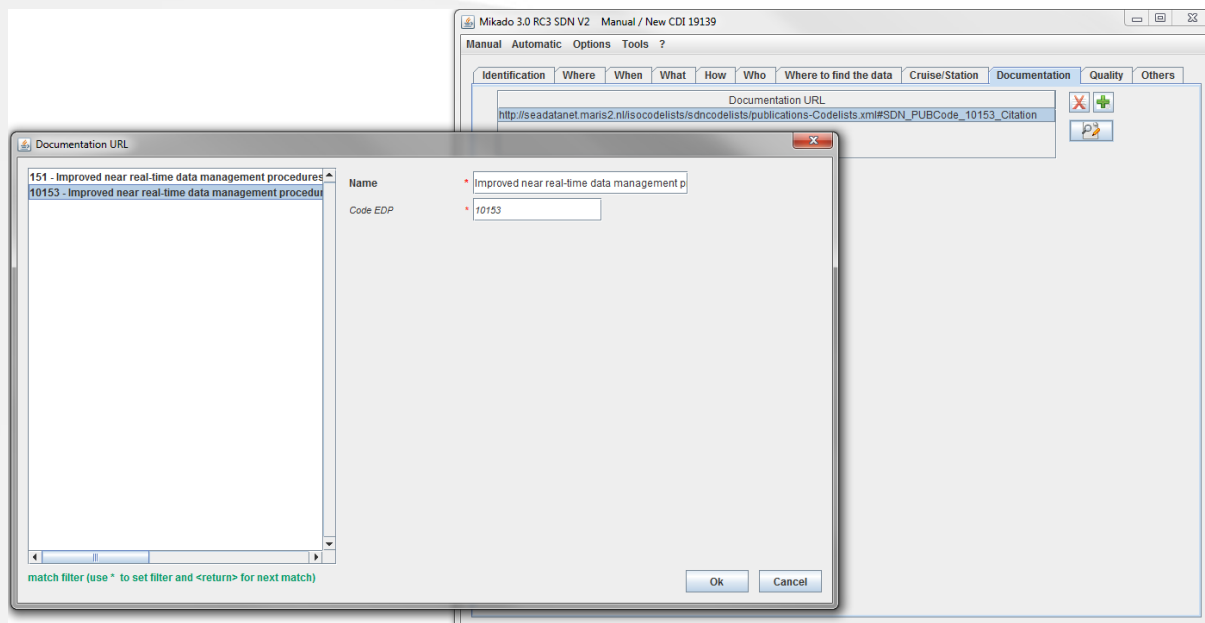 Mikado 3.0 RC3 SDN V2 Manual / New CDI 19139
Manual Automatic Options Tools ?
Identification Where When What How Who Where to find the data Cruise/Station Documentation Quality Others
Documentation URL
http://seadatanet.maris2.nl/isocodelists/sdncodelists/publications-Codelists.xml#SDN_PUBCode_10153_Citation
Documentation URL
151 - Improved near real-time data management procedures
10153 - Improved near real-time data management procedur
Name * Improved near real-time data management p
Code EDP * 10153
match filter (use * to set filter and <return> for next match)
Ok Cancel